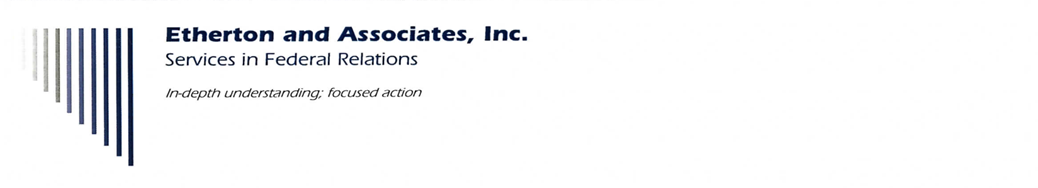 Etherton and Associates, Inc.
Services in Federal Relations
In-depth understanding; focused action